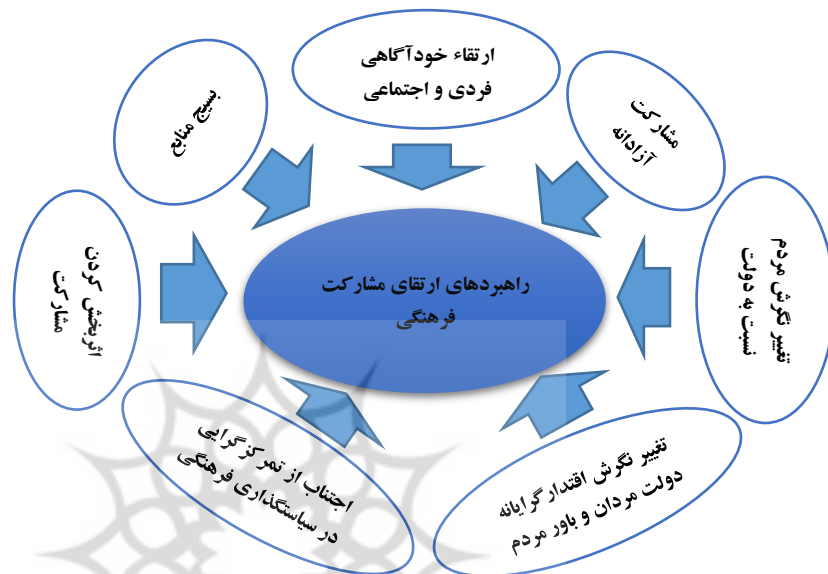 ارتقاء خودآگاهی
فردی و اجتماعی
مشارکت
آزادانه
تغییر نگرش مردم
نسبت به دولت
تغییر نگرش اقتدارگرایانه
دولت مردان و باور مردم
اجتناب از تمرکزگرایی
در سیاستگذاری فرهنگی
اثربخش کردن
مشارکت
بسیج منابع
راهبردهای ارتقای مشارکت
فرهنگی